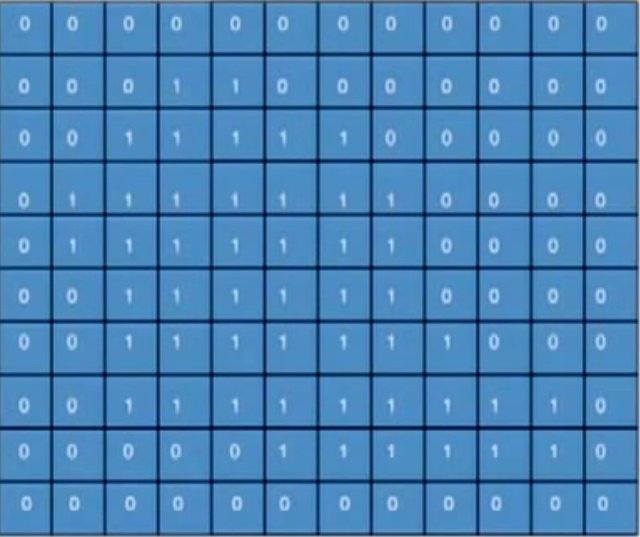 0 0 0 0 0 0 0 0 0 0 0 0
0 0 0 1 1 0 0 0 0 0 0 0
0 0 1 1 1 1 1 0 0 0 0 0
0 1 1 1 1 1 1 1 0 0 0 0
0 1 1 1 1 1 1 1 0 0 0 0
0 0 1 1 1 1 1 1 0 0 0 0
0 0 1 1 1 1 1 1 1 0 0 0
0 0 1 1 1 1 1 1 1 1 1 0
0 0 0 0 0 1 1 1 1 1 1 0
0 0 0 0 0 0 0 0 0 0 0 0